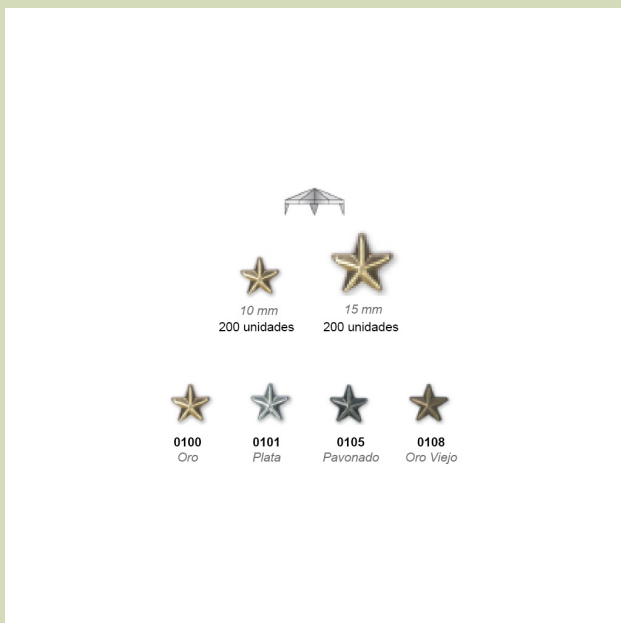 10 mm
15 mm
200 unidades
200 unidades
0100
0101
0105
0108
Oro
Plata
Pavonado
Oro Viejo